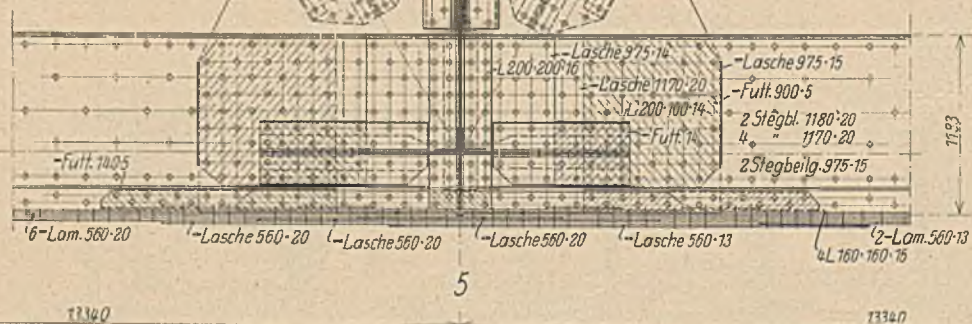 -Lasche 975·14
-L200·200·16
-Lasche 975·15
-Lasche 1170·20
-Futt. 900·5
L·200·100·14
2 Stegbl. 1180·20
-Futt. 14
4 „ 1170·20
1193
2 Stegbeilg. 975·15
-Futt. 140·5
6-Lam. 560·20
-Lasche 560·20
-Lasche 560·20
-Lasche 560·20
-Lasche 560·13
2-Lam. 560·13
4L 160·160·15
5
13340
13340